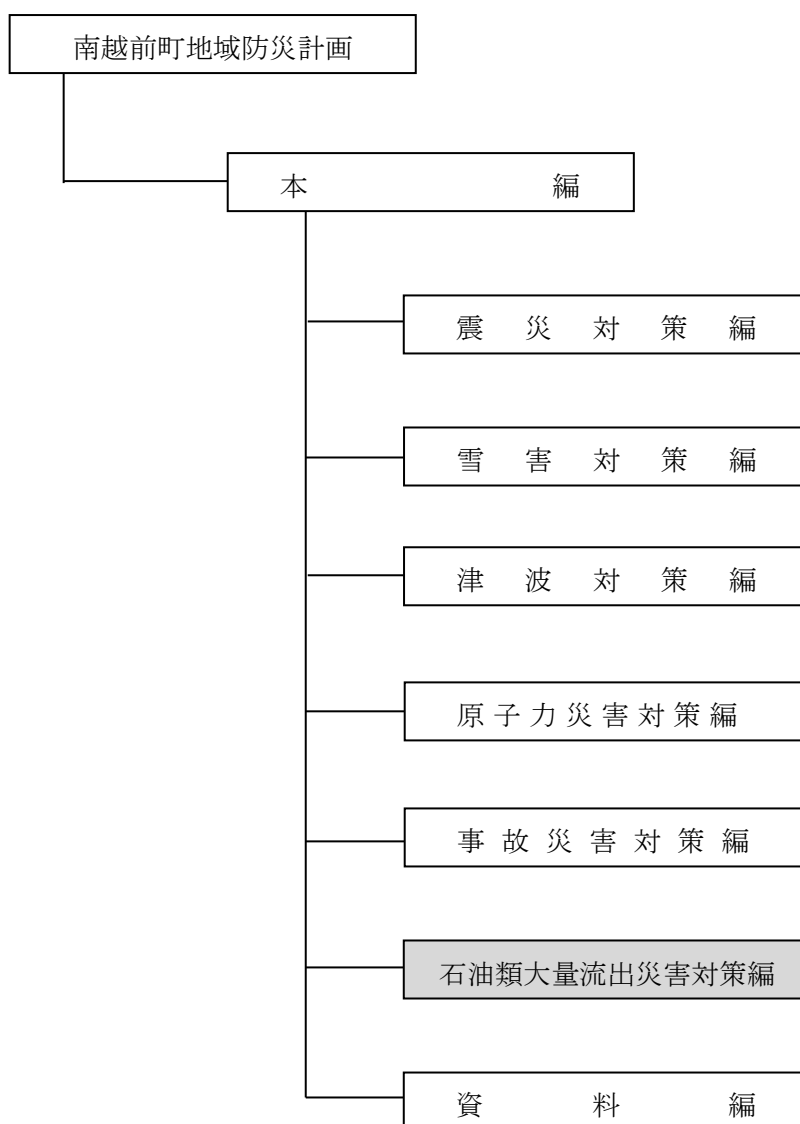 南越前町地域防災計画
本　編
震災対策編
雪害対策編
津波対策編
原子力災害対策編
事故災害対策編
石油類大量流出災害対策編
資料編